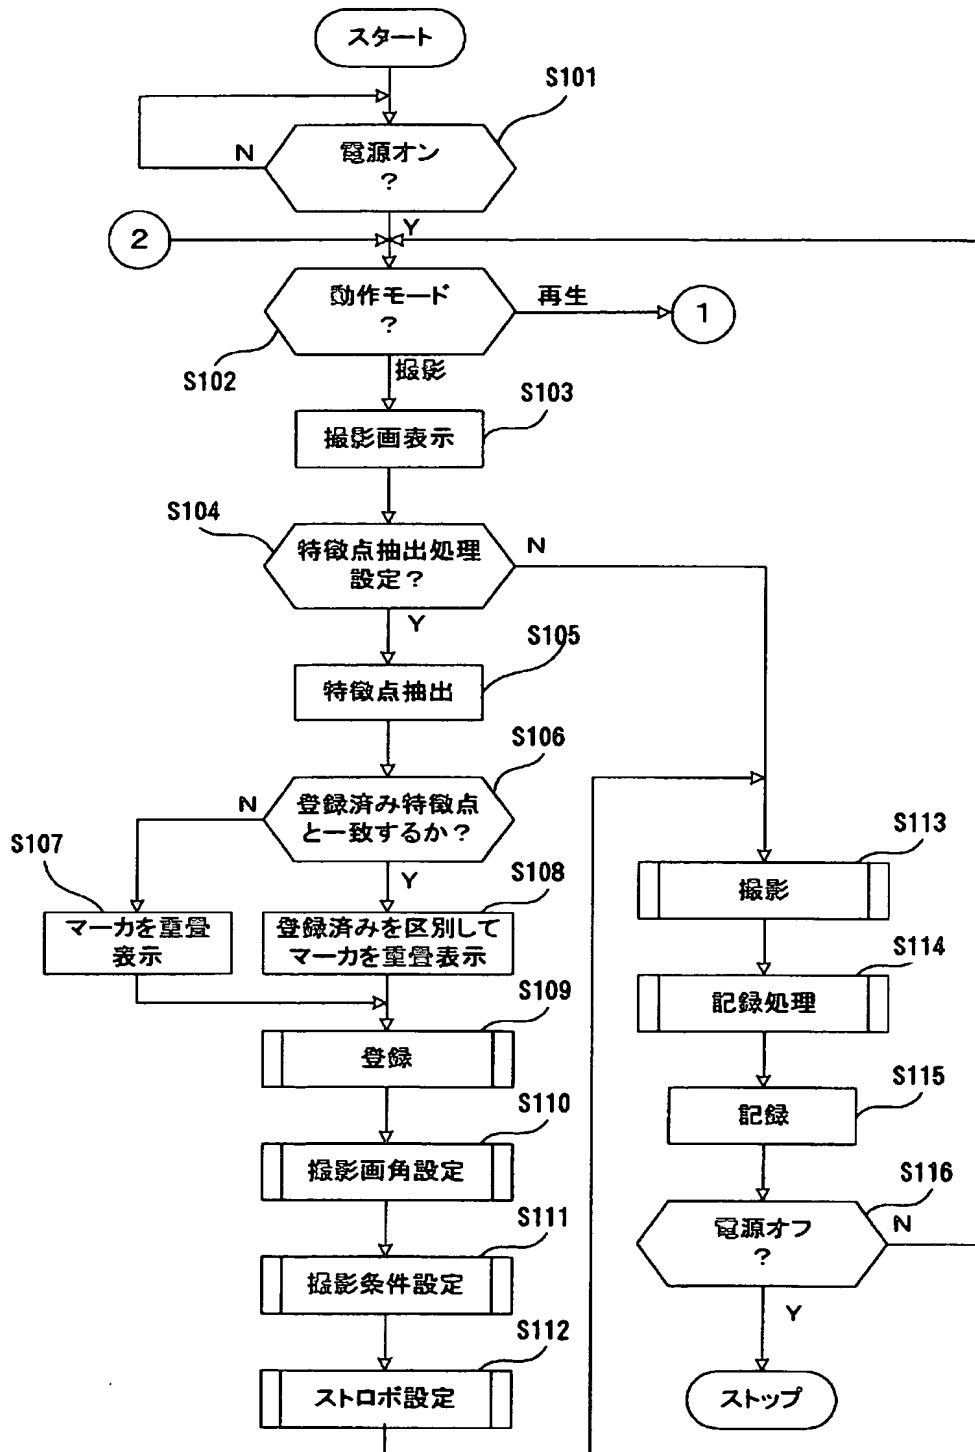 スタート
S101
電源オン
?
N
Y
2
動作モード
?
再生
1
S102
撮影
S103
撮影画表示
S104
特徴点抽出処理
設定?
N
Y
S105
特徴点抽出
S106
登録済み特徴点
と一致するか?
N
Y
S107
マーカを重畳
表示
S108
登録済みを区別して
マーカを重畳表示
S109
登録
S110
撮影画角設定
S111
撮影条件設定
S112
ストロボ設定
S113
撮影
S114
記録処理
S115
記録
S116
電源オフ
?
N
Y
ストップ